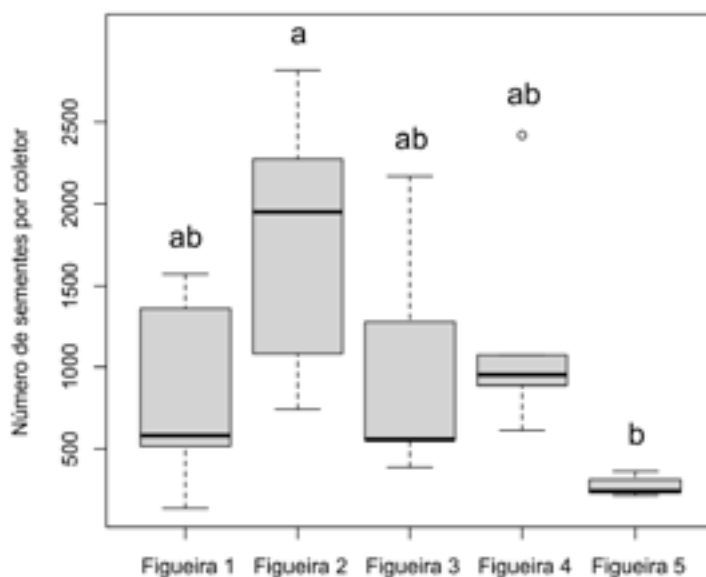 a
ab
ab
ab
b
Número de sementes por coletor
2500
2000
1500
1000
500
Figueira 1 Figueira 2 Figueira 3 Figueira 4 Figueira 5